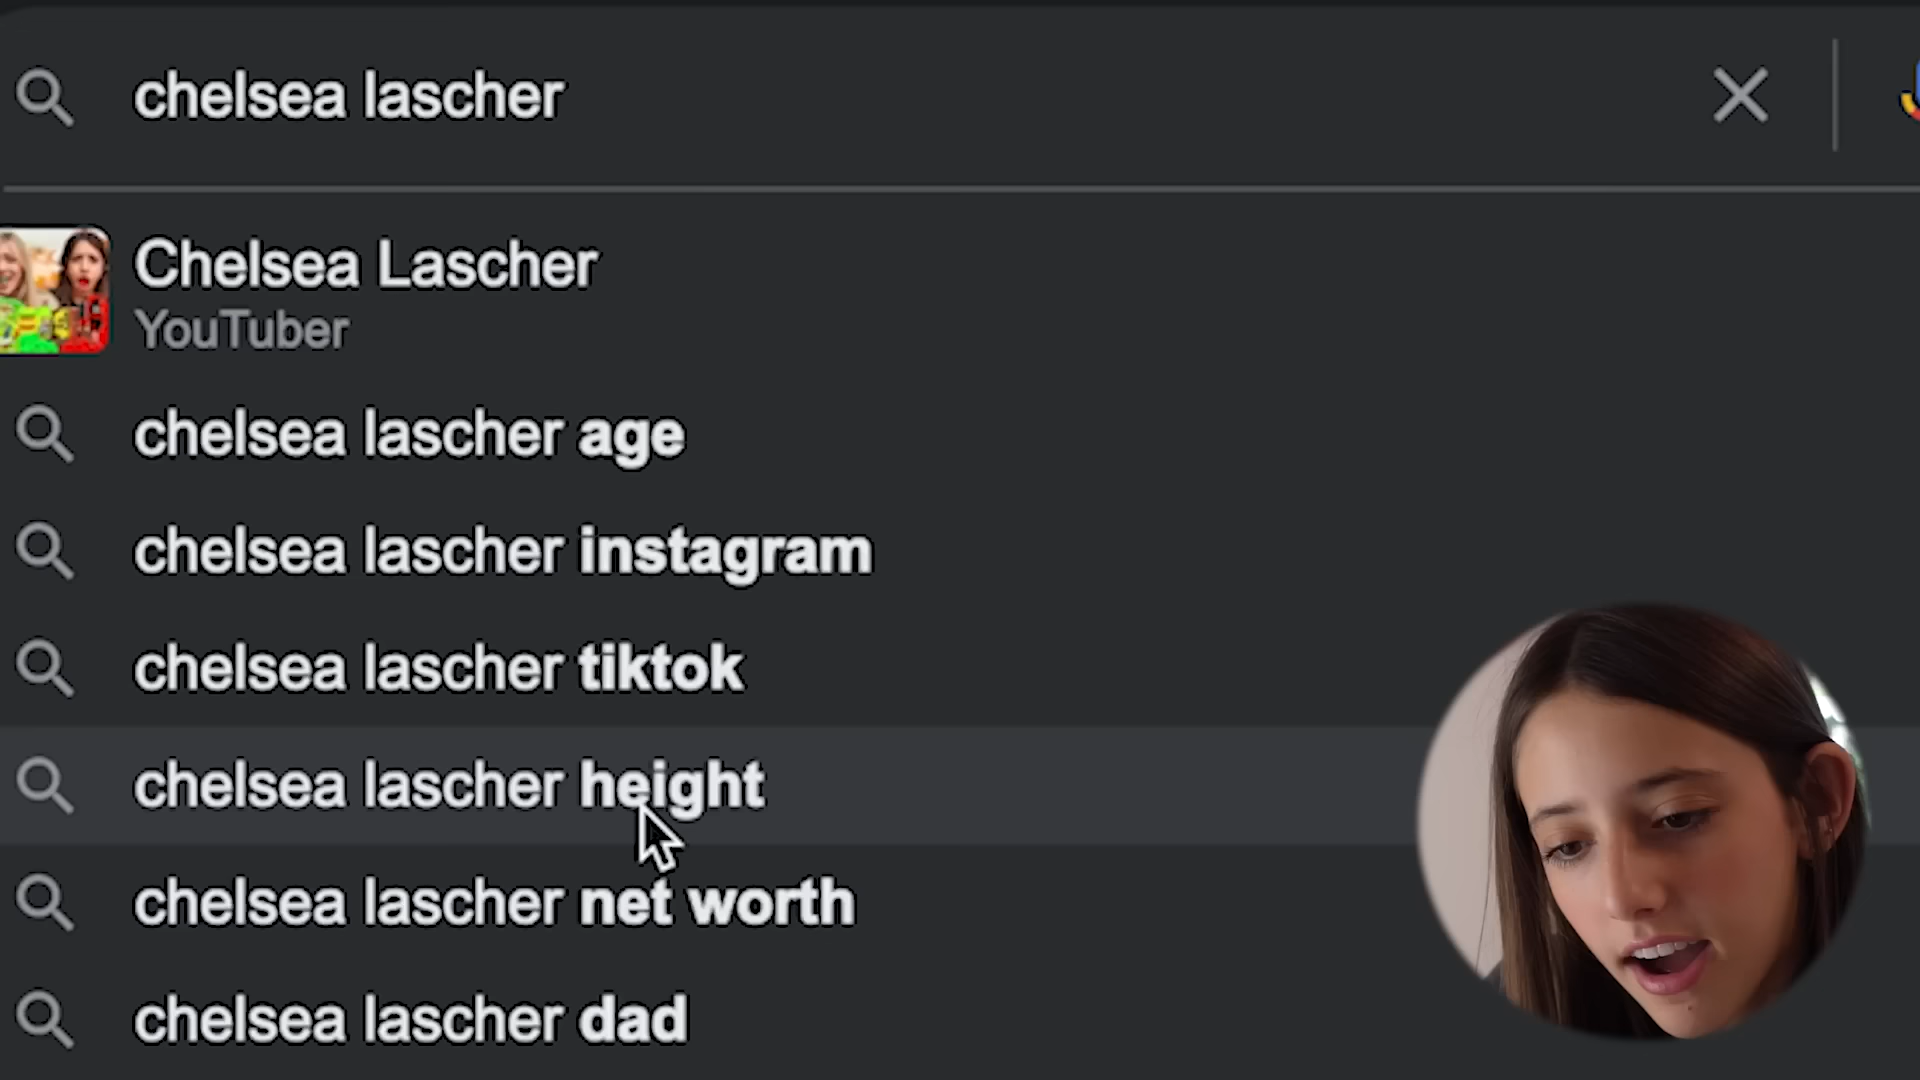 chelsea lascher
Chelsea Lascher
YouTuber
chelsea lascher age
chelsea lascher instagram
chelsea lascher tiktok
chelsea lascher height
chelsea lascher net worth
chelsea lascher dad